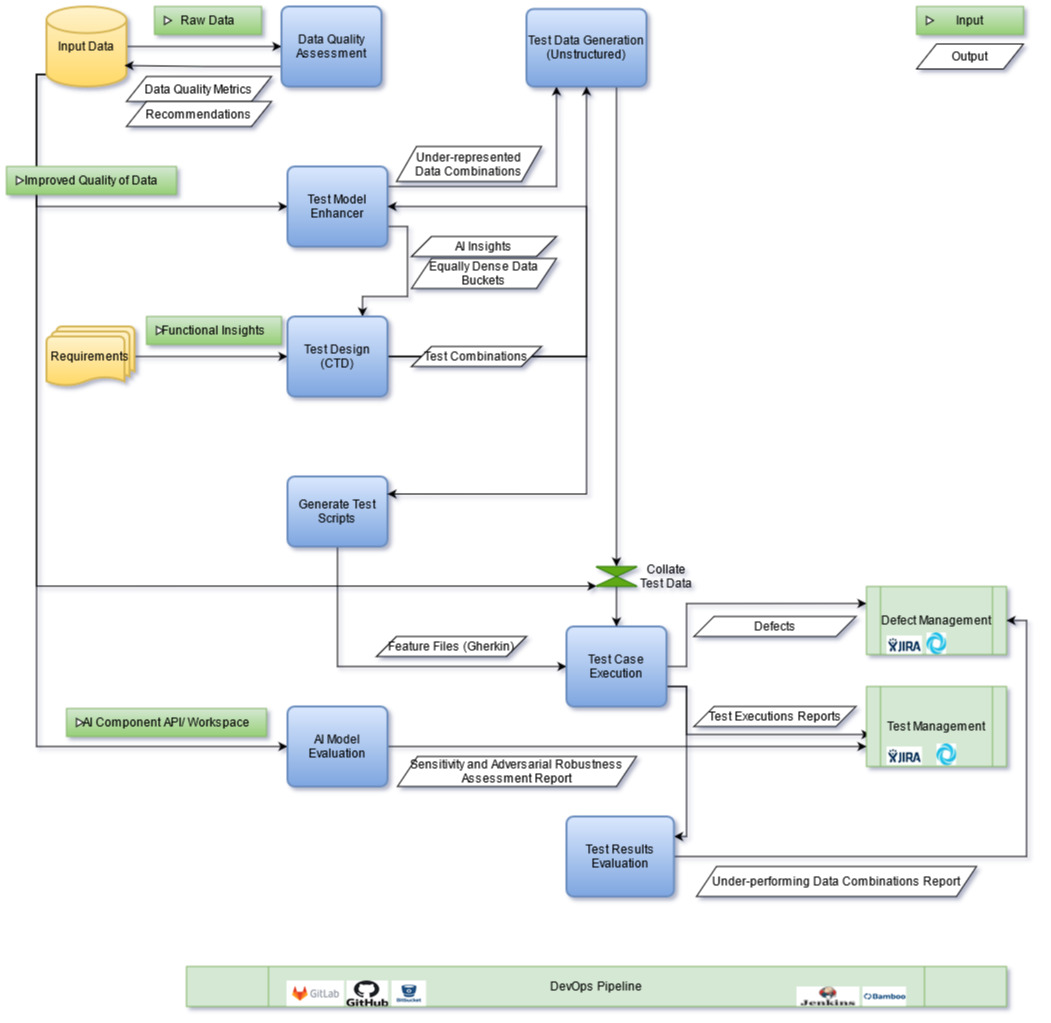 Raw Data
Input
Input Data
Data Quality
Assessment
Test Data Generation
(Unstructured)
Output
Data Quality Metrics
Recommendations
Under-represented
Data Combinations
Improved Quality of Data
Test Model
Enhancer
AI Insights
Equally Dense Data
Buckets
Functional Insights
Requirements
Test Design
(CTD)
Test Combinations
Generate Test
Scripts
Collate
Test Data
Defects
Defect Management
JIRA
Feature Files (Gherkin)
Test Case
Execution
AI Component API/ Workspace
Test Executions Reports
Test Management
JIRA
AI Model
Evaluation
Sensitivity and Adversarial Robustness
Assessment Report
Test Results
Evaluation
Under-performing Data Combinations Report
DevOps Pipeline
GitLab
GitHub
Bitbucket
Jenkins
Bamboo